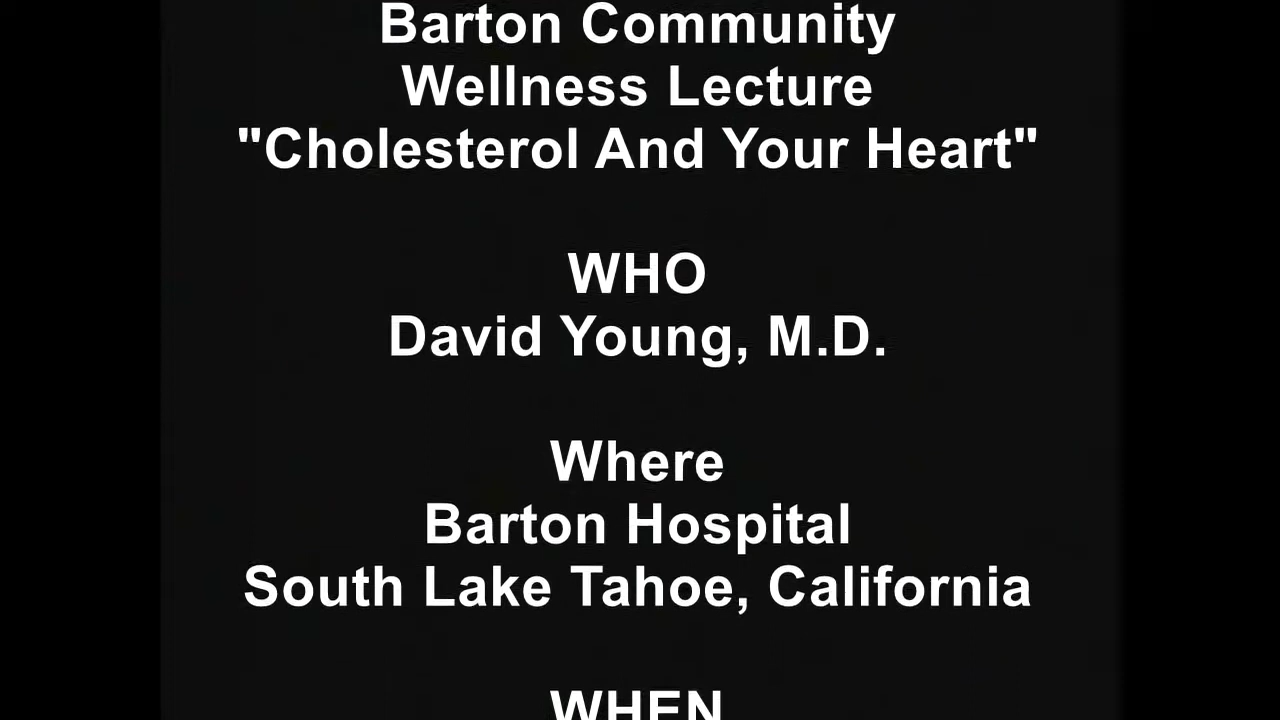 Barton Community
Wellness Lecture
"Cholesterol And Your Heart"
WHO
David Young, M.D.
Where
Barton Hospital
South Lake Tahoe, California
WHEN